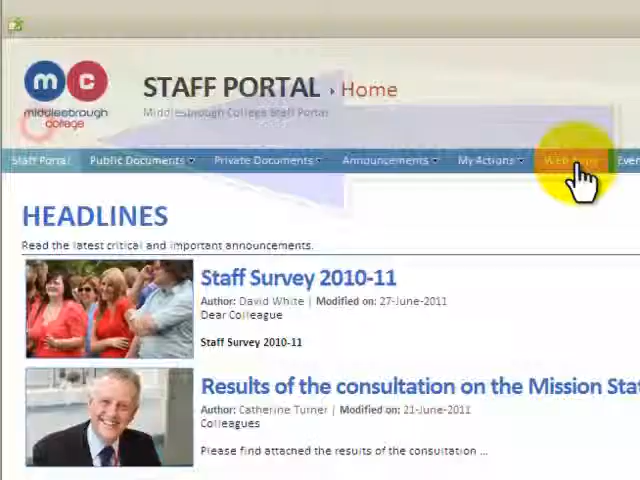 m c
middlesbrough
college
STAFF PORTAL › Home
Middlesbrough College Staff Portal
Staff Portal Public Documents Private Documents Announcements My Actions Web Apps Even
HEADLINES
Read the latest critical and important announcements.
Staff Survey 2010-11
Author: David White | Modified on: 27-June-2011
Dear Colleague
Staff Survey 2010-11
Results of the consultation on the Mission Stat
Author: Catherine Turner | Modified on: 21-June-2011
Colleagues
Please find attached the results of the consultation ...